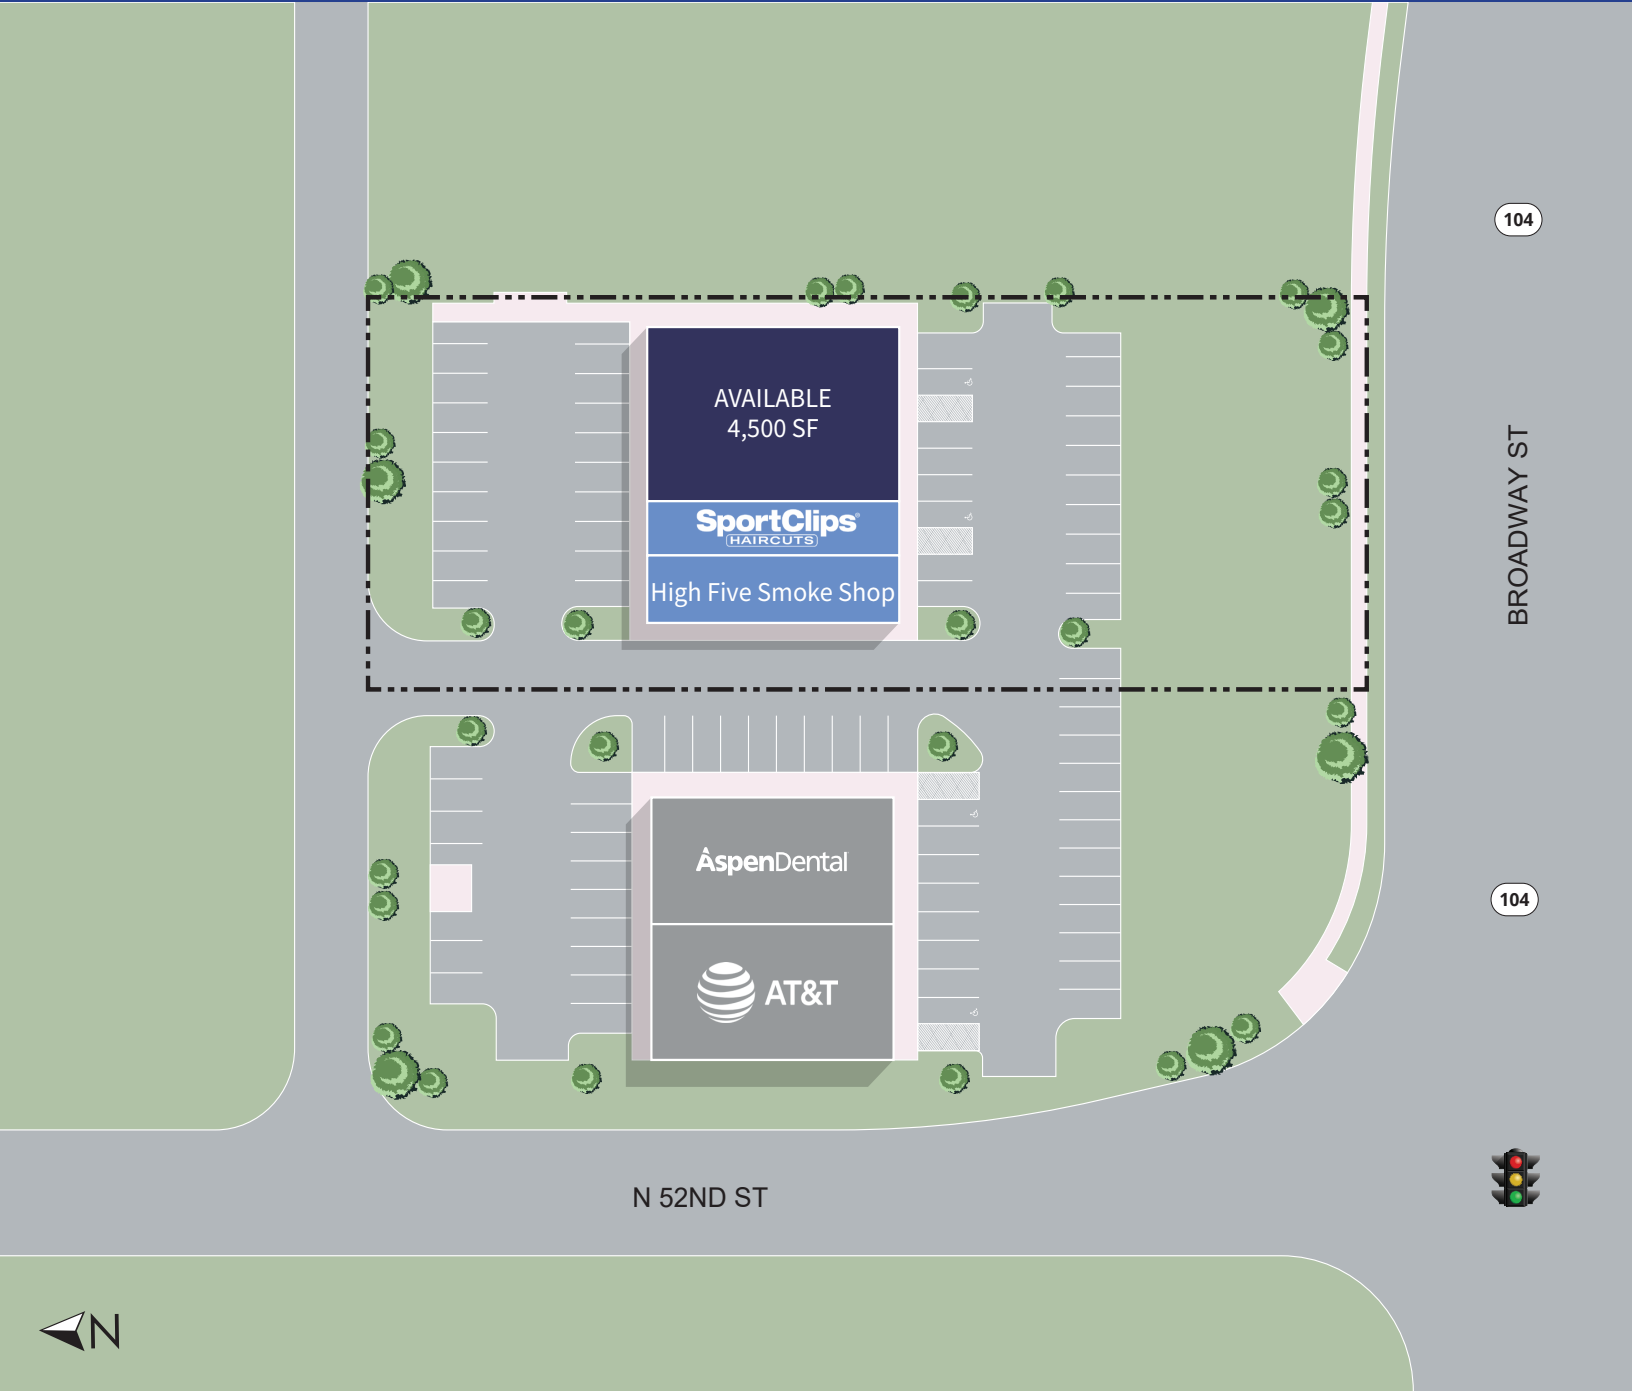 104
AVAILABLE
4,500 SF
SportClips®
HAIRCUTS
High Five Smoke Shop
BROADWAY ST
AspenDental
104
AT&T
N 52ND ST
N